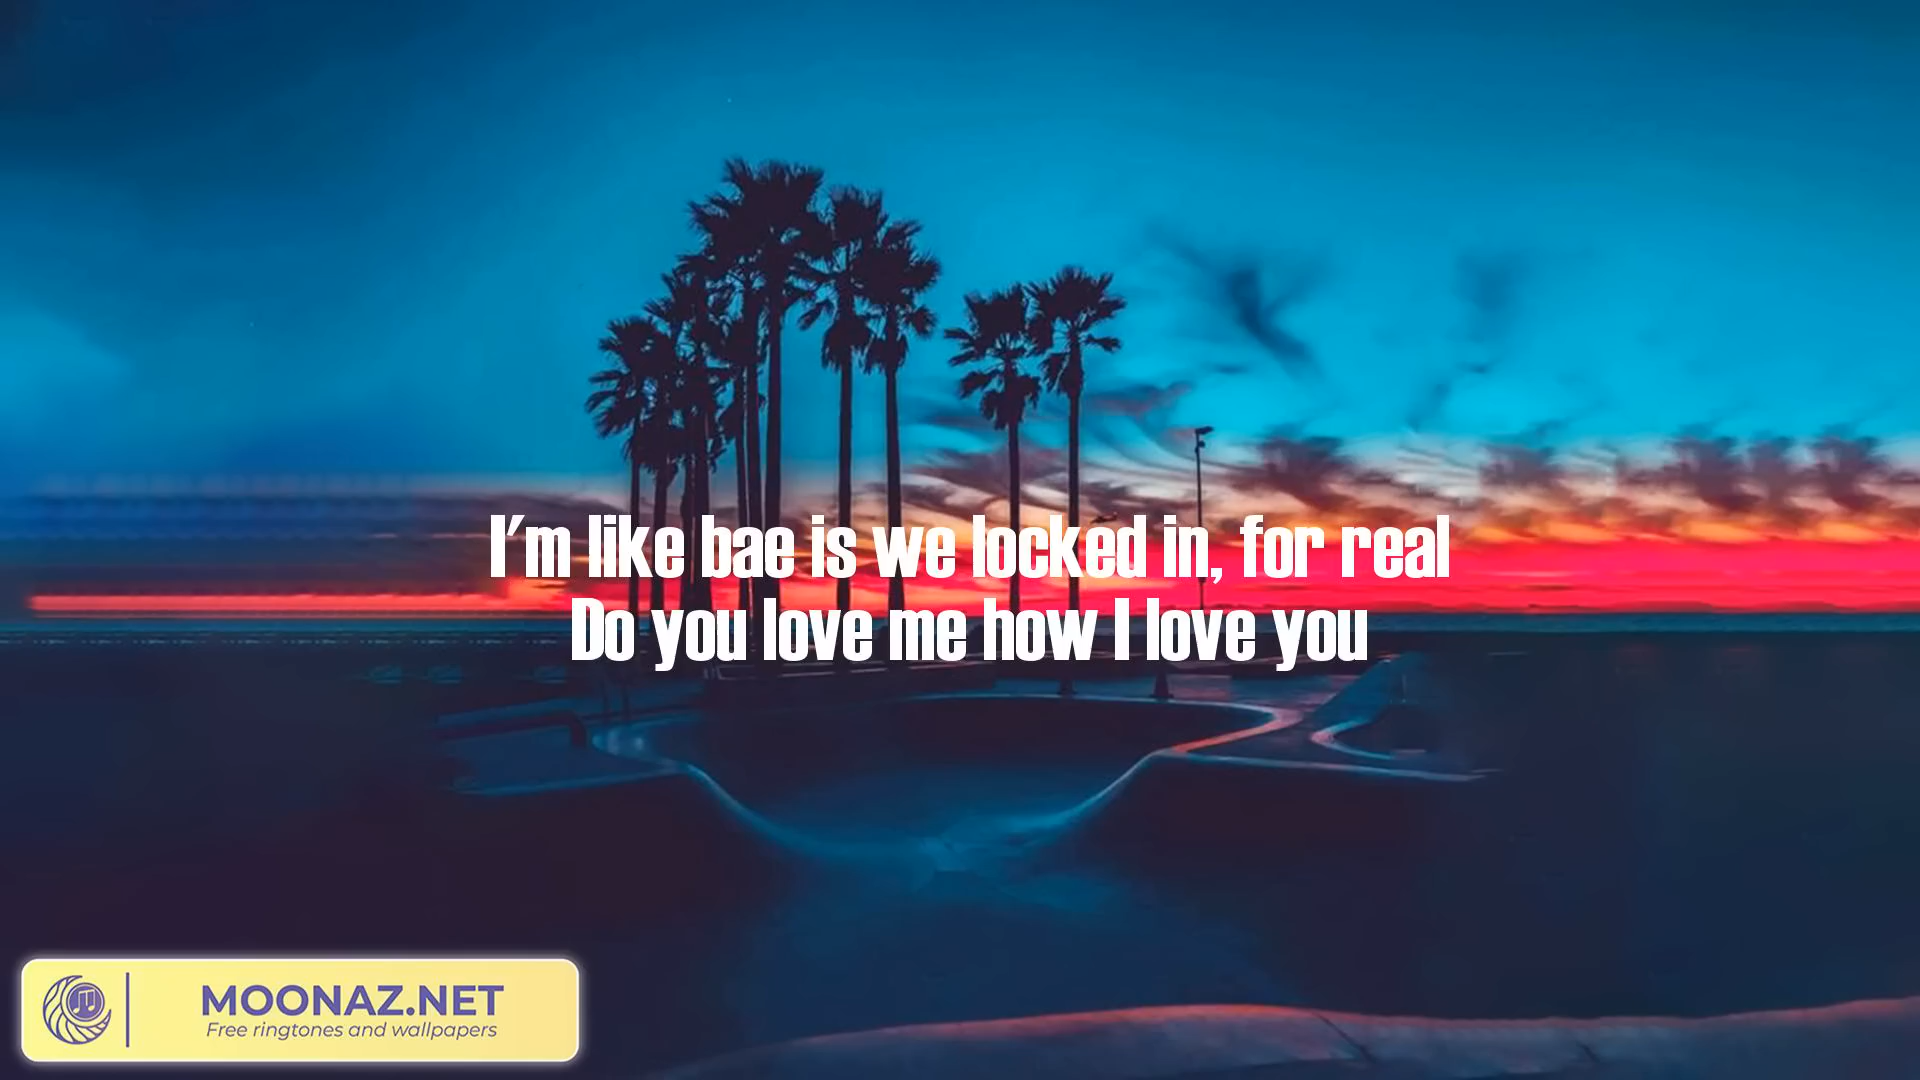 I'm like bae is we locked in, for real
Do you love me how I love you
MOONAZ.NET
Free ringtones and wallpapers